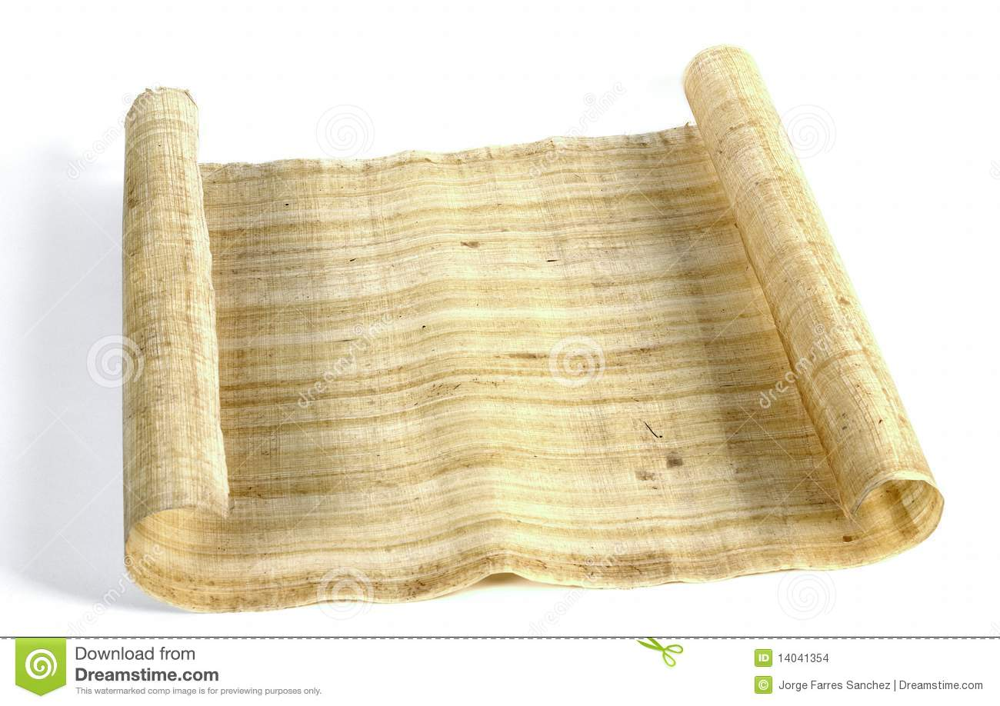 Download from
Dreamstime.com
This watermarked comp image is for previewing purposes only.
ID 14041354
© Jorge Farres Sanchez | Dreamstime.com